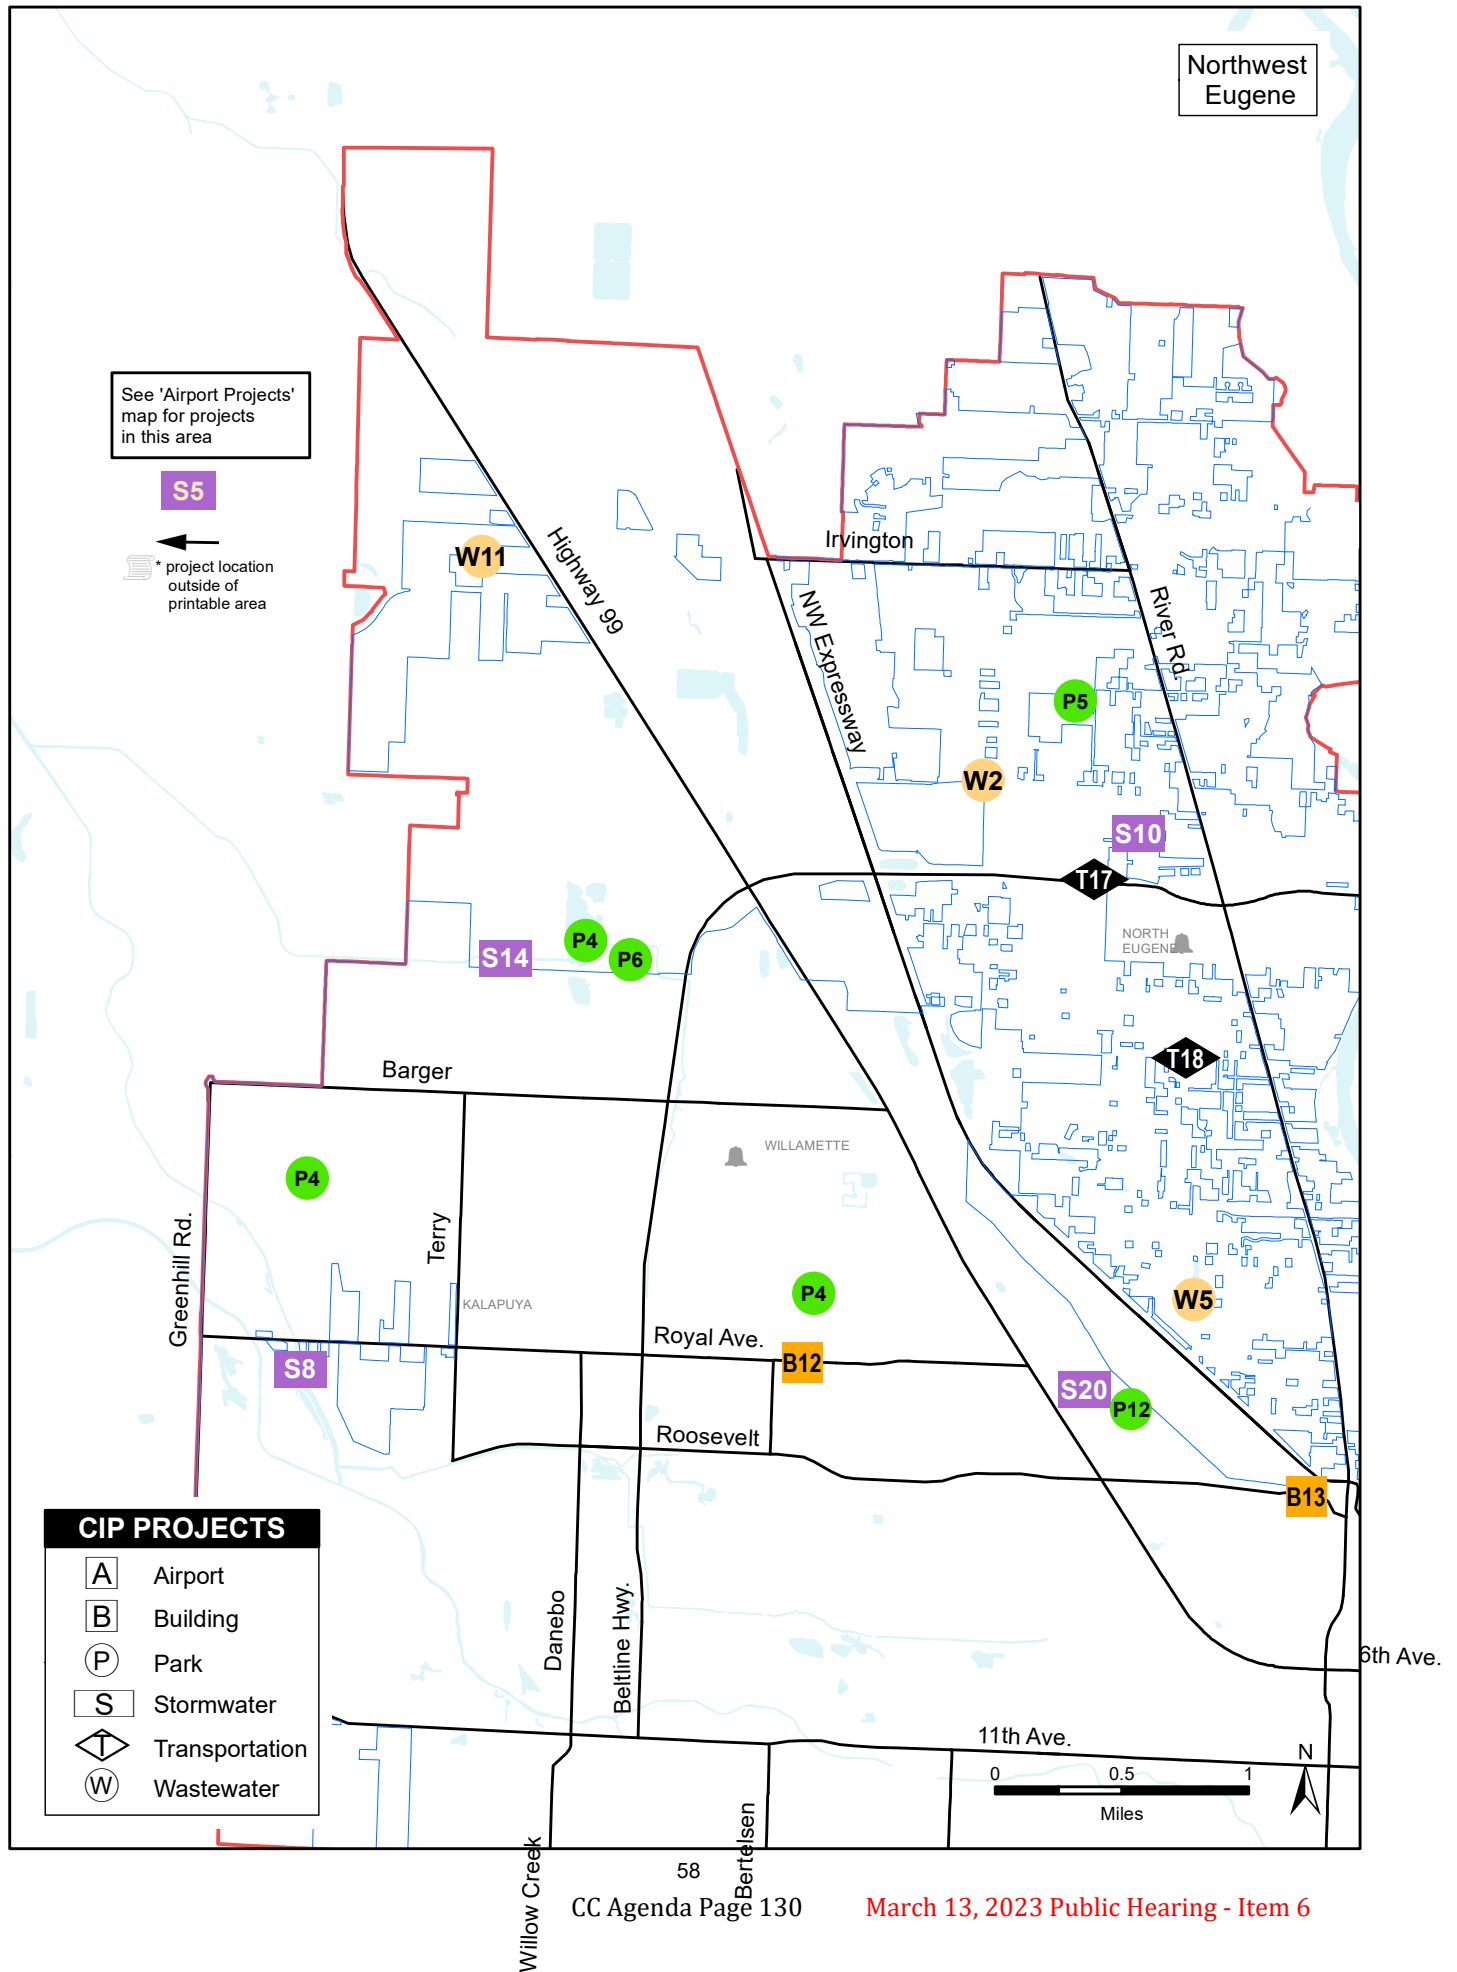 Northwest
Eugene
See 'Airport Projects'
map for projects
in this area
S5
* project location
outside of
printable area
W11
Highway 99
Irvington
NW Expressway
River Rd.
P5
W2
S10
T17
NORTH
EUGENE
P4
P6
S14
T18
Barger
WILLAMETTE
P4
Greenhill Rd.
Terry
KALAPUYA
P4
W5
Royal Ave.
B12
S8
S20
P12
Roosevelt
B13
CIP PROJECTS
A Airport
B Building
P Park
S Stormwater
T Transportation
W Wastewater
Danebo
Beltline Hwy.
6th Ave.
11th Ave.
N
0 0.5 1
Miles
Willow Creek
Bertelsen
58
CC Agenda Page 130
March 13, 2023 Public Hearing - Item 6